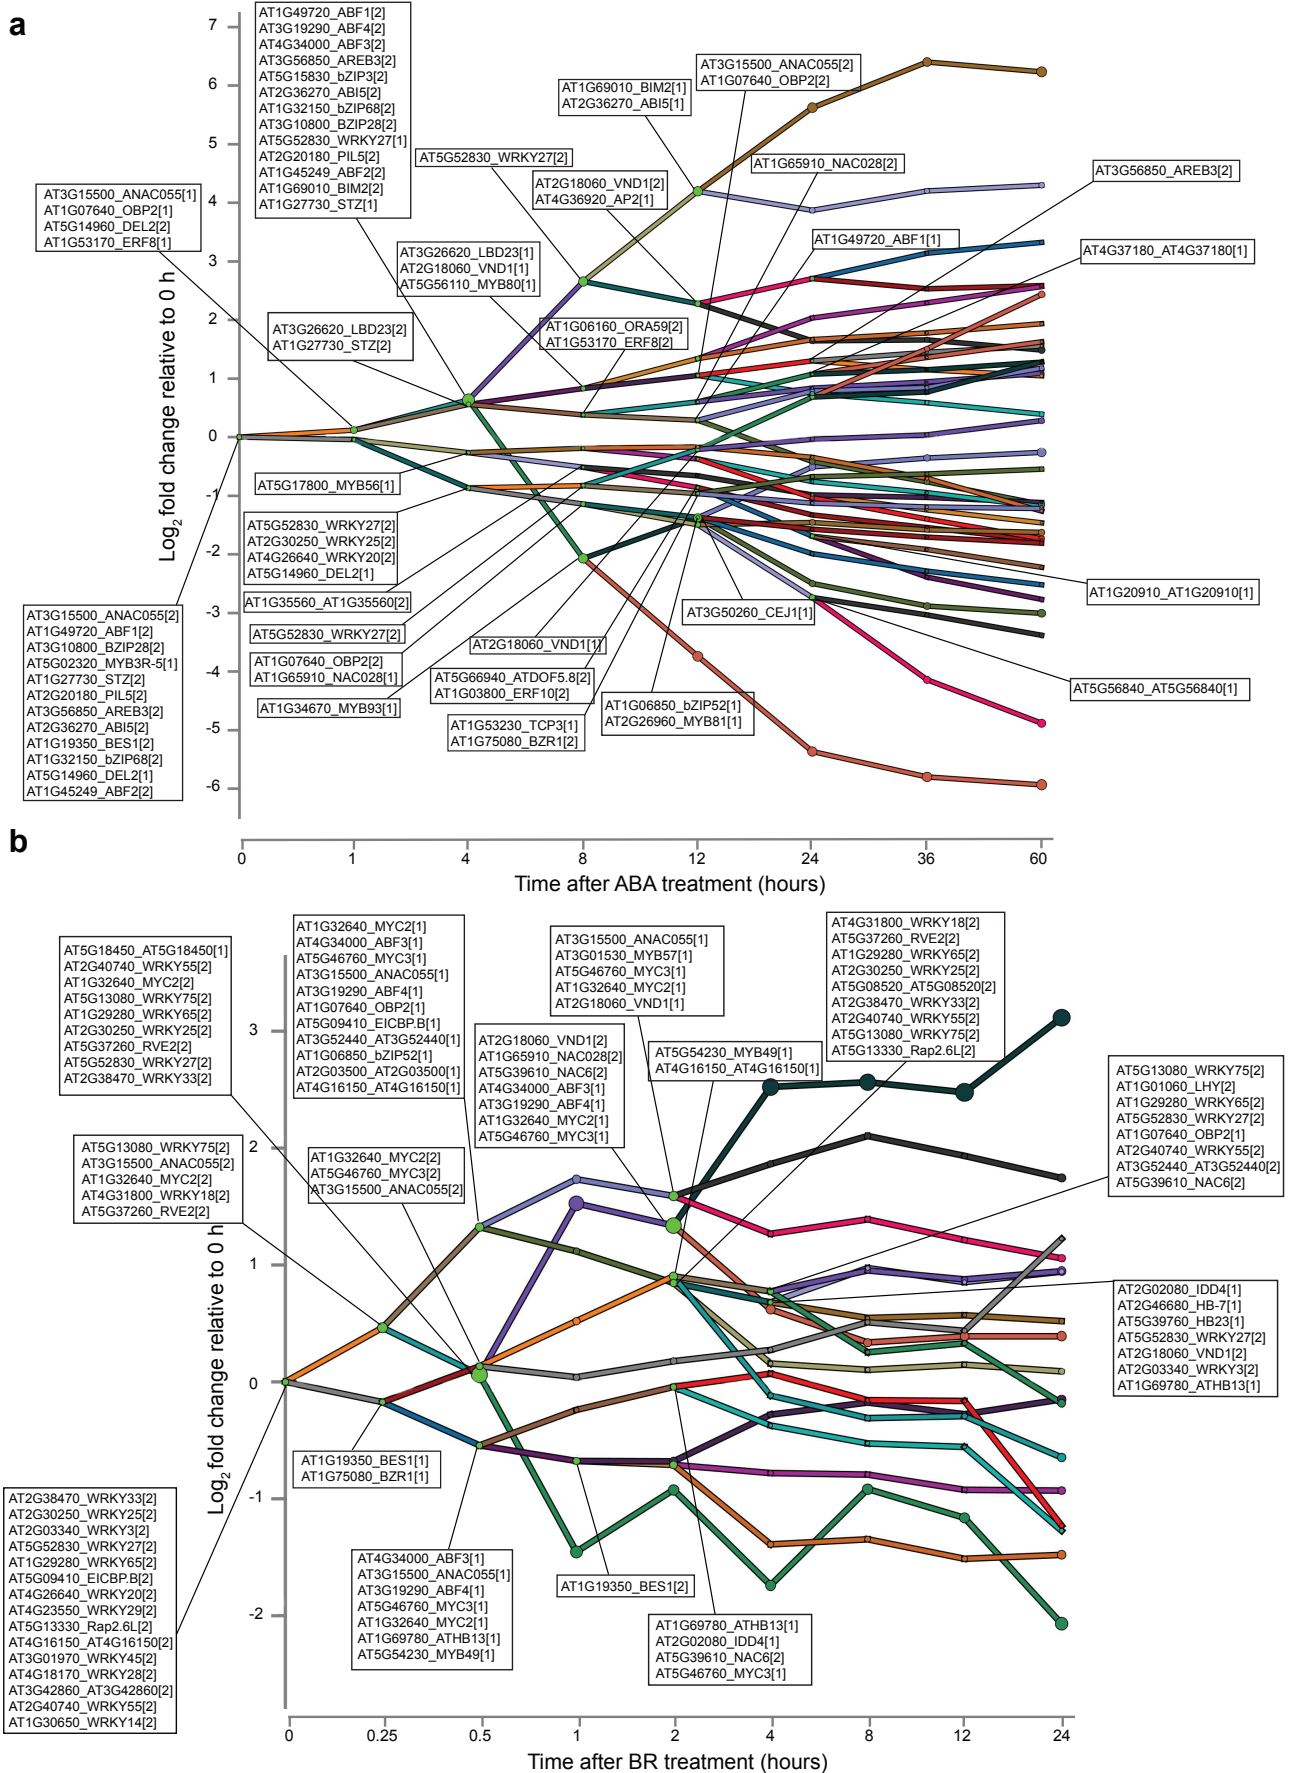 a
7
6
5
4
3
2
1
0
-1
-2
-3
-4
-5
-6
Log2 fold change relative to 0 h
AT1G49720_ABF1[2]
AT3G19290_ABF4[2]
AT4G34000_ABF3[2]
AT3G56850_AREB3[2]
AT5G15830_bZIP3[2]
AT2G36270_ABI5[2]
AT1G32150_bZIP68[2]
AT3G10800_BZIP28[2]
AT5G52830_WRKY27[1]
AT2G20180_PIL5[2]
AT1G45249_ABF2[2]
AT1G69010_BIM2[2]
AT1G27730_STZ[1]
AT3G15500_ANAC055[1]
AT1G07640_OBP2[1]
AT5G14960_DEL2[2]
AT1G53170_ERF8[1]
AT5G52830_WRKY27[2]
AT1G69010_BIM2[1]
AT2G36270_ABI5[1]
AT3G15500_ANAC055[2]
AT1G07640_OBP2[2]
AT2G18060_VND1[2]
AT4G36920_AP2[1]
AT1G65910_NAC028[2]
AT3G56850_AREB3[2]
AT3G26620_LBD23[1]
AT2G18060_VND1[1]
AT5G56110_MYB80[1]
AT1G49720_ABF1[1]
AT4G37180_AT4G37180[1]
AT3G26620_LBD23[2]
AT1G27730_STZ[2]
AT1G06160_ORA59[2]
AT1G53170_ERF8[2]
AT5G17800_MYB56[1]
AT5G52830_WRKY27[2]
AT2G30250_WRKY25[2]
AT4G26640_WRKY20[2]
AT5G14960_DEL2[1]
AT1G35560_AT1G35560[2]
AT5G52830_WRKY27[2]
AT1G07640_OBP2[2]
AT1G65910_NAC028[1]
AT1G34670_MYB93[1]
AT3G15500_ANAC055[2]
AT1G49720_ABF1[2]
AT3G10800_BZIP28[2]
AT5G02320_MYB3R-5[1]
AT1G27730_STZ[2]
AT2G20180_PIL5[2]
AT3G56850_AREB3[2]
AT2G36270_ABI5[2]
AT1G19350_BES1[2]
AT1G32150_bZIP68[2]
AT5G14960_DEL2[1]
AT1G45249_ABF2[2]
AT2G18060_VND1[1]
AT5G66940_ATDOF5.8[2]
AT1G03800_ERF10[2]
AT1G53230_TCP3[1]
AT1G75080_BZR1[2]
AT3G50260_CEJ1[1]
AT1G06850_bZIP52[1]
AT2G26960_MYB81[1]
AT1G20910_AT1G20910[1]
AT5G56840_AT5G56840[1]
0 1 4 8 12 24 36 60
Time after ABA treatment (hours)
b
3
2
1
0
-1
-2
Log2 fold change relative to 0 h
AT5G18450_AT5G18450[1]
AT2G40740_WRKY55[2]
AT1G32640_MYC2[2]
AT5G13080_WRKY75[2]
AT1G29280_WRKY65[2]
AT2G30250_WRKY25[2]
AT5G37260_RVE2[2]
AT5G52830_WRKY27[2]
AT2G38470_WRKY33[2]
AT1G32640_MYC2[1]
AT4G34000_ABF3[1]
AT5G46760_MYC3[1]
AT3G15500_ANAC055[1]
AT3G19290_ABF4[1]
AT1G07640_OBP2[1]
AT5G09410_EICBP.B[1]
AT3G52440_AT3G52440[1]
AT1G06850_bZIP52[1]
AT2G03500_AT2G03500[1]
AT4G16150_AT4G16150[1]
AT3G15500_ANAC055[1]
AT3G01530_MYB57[1]
AT5G46760_MYC3[1]
AT1G32640_MYC2[1]
AT2G18060_VND1[1]
AT4G31800_WRKY18[2]
AT5G37260_RVE2[2]
AT1G29280_WRKY65[2]
AT2G30250_WRKY25[2]
AT5G08520_AT5G08520[2]
AT2G38470_WRKY33[2]
AT2G40740_WRKY55[2]
AT5G13080_WRKY75[2]
AT5G13330_Rap2.6L[2]
AT2G18060_VND1[2]
AT1G65910_NAC028[2]
AT5G39610_NAC6[2]
AT4G34000_ABF3[1]
AT3G19290_ABF4[1]
AT1G32640_MYC2[1]
AT5G46760_MYC3[1]
AT5G54230_MYB49[1]
AT4G16150_AT4G16150[1]
AT5G13080_WRKY75[2]
AT1G01060_LHY[2]
AT1G29280_WRKY65[2]
AT5G52830_WRKY27[2]
AT1G07640_OBP2[1]
AT2G40740_WRKY55[2]
AT3G52440_AT3G52440[2]
AT5G39610_NAC6[2]
AT5G13080_WRKY75[2]
AT3G15500_ANAC055[2]
AT1G32640_MYC2[2]
AT4G31800_WRKY18[2]
AT5G37260_RVE2[2]
AT1G32640_MYC2[2]
AT5G46760_MYC3[2]
AT3G15500_ANAC055[2]
AT2G02080_IDD4[1]
AT2G46680_HB-7[1]
AT5G39760_HB23[1]
AT5G52830_WRKY27[2]
AT2G18060_VND1[2]
AT2G03340_WRKY3[2]
AT1G69780_ATHB13[1]
AT1G19350_BES1[1]
AT1G75080_BZR1[1]
AT2G38470_WRKY33[2]
AT2G30250_WRKY25[2]
AT2G03340_WRKY3[2]
AT5G52830_WRKY27[2]
AT1G29280_WRKY65[2]
AT5G09410_EICBP.B[2]
AT4G26640_WRKY20[2]
AT4G23550_WRKY29[2]
AT5G13330_Rap2.6L[2]
AT4G16150_AT4G16150[2]
AT3G01970_WRKY45[2]
AT4G18170_WRKY28[2]
AT3G42860_AT3G42860[2]
AT2G40740_WRKY55[2]
AT1G30650_WRKY14[2]
AT4G34000_ABF3[1]
AT3G15500_ANAC055[1]
AT3G19290_ABF4[1]
AT5G46760_MYC3[1]
AT1G32640_MYC2[1]
AT1G69780_ATHB13[1]
AT5G54230_MYB49[1]
AT1G19350_BES1[2]
AT1G69780_ATHB13[1]
AT2G02080_IDD4[1]
AT5G39610_NAC6[2]
AT5G46760_MYC3[1]
0 0.25 0.5 1 2 4 8 12 24
Time after BR treatment (hours)